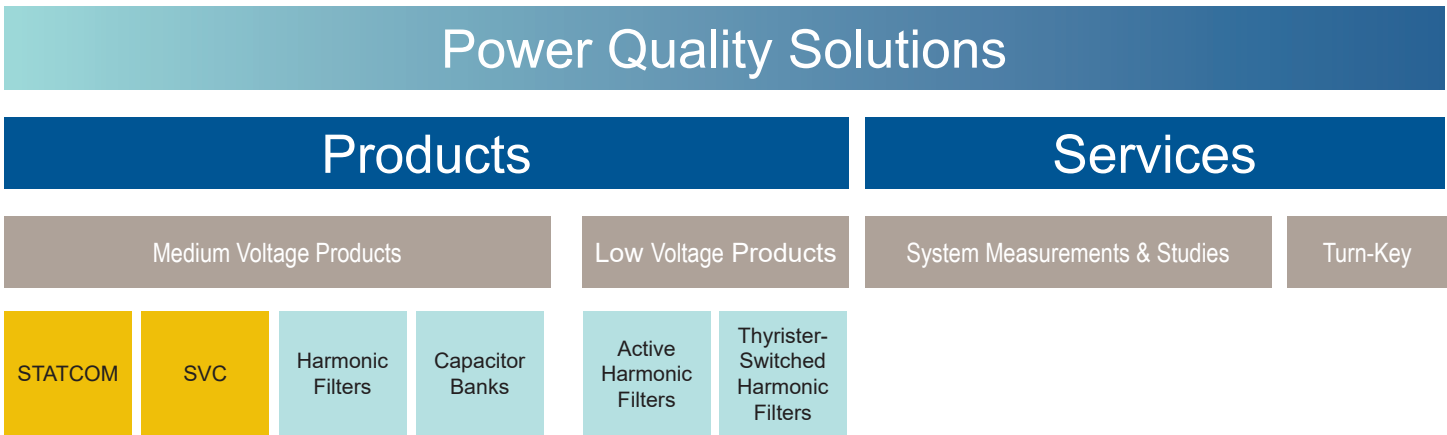 Power Quality Solutions
Products
Services
Medium Voltage Products
Low Voltage Products
System Measurements & Studies
Turn-Key
STATCOM
SVC
Harmonic
Filters
Capacitor
Banks
Active
Harmonic
Filters
Thyrister-
Switched
Harmonic
Filters